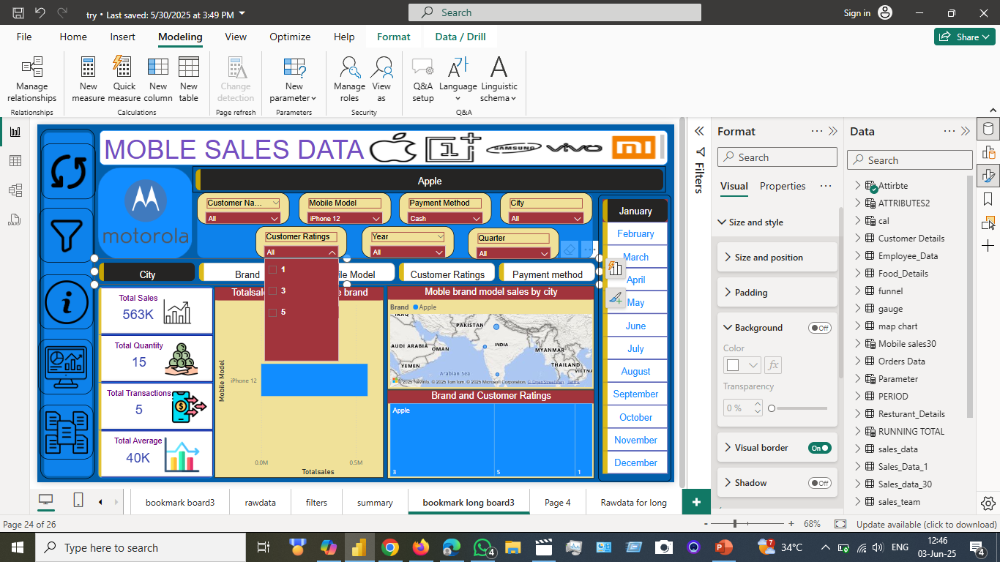 try • Last saved: 5/30/2025 at 3:49 PM
Search
Sign in
File Home Insert Modeling View Optimize Help Format Data / Drill
Share
Manage relationships
New measure
Quick measure
New column
New table
Change detection
New parameter
Manage roles
View as
Q&A setup
Language
Linguistic schema
Relationships
Calculations
Page refresh
Parameters
Security
Q&A
MOBLE SALES DATA
1
SAMSUNG
vivo
mi
motorola
Apple
Customer Na...
All
Mobile Model
iPhone 12
Payment Method
Cash
City
All
Customer Ratings
All
Year
All
Quarter
All
1
3
5
City
Brand
le Model
Customer Ratings
Payment method
January
February
March
April
May
June
July
August
September
October
November
December
Total Sales
563K
Total Quantity
15
Total Transactions
5
Total Average
40K
Totalsale
e brand
Mobile Model
iPhone 12
0.0M
0.5M
Totalsales
Moble brand model sales by city
Brand
Apple
IRAQ
PAKISTAN
SAUDI ARABIA
OMAN
INDIA
MYANMAR
YEMEN
Arabian Sea
THAILAND
VIETNA
© 2025 TomTom, © 2025 Microsoft Corporation, © OpenStreetMap Terms
Brand and Customer Ratings
Apple
3
5
1
Filters
Format
Search
Visual
Properties
Size and style
Size and position
Padding
Background
Off
Color
fx
Transparency
0 %
Visual border
On
Shadow
Off
Data
Search
Attirbte
ATTRIBUTES2
cal
Customer Details
Employee_Data
Food_Details
funnel
gauge
map chart
Mobile sales30
Orders Data
Parameter
PERIOD
Resturant_Details
RUNNING TOTAL
sales_data
Sales_Data_1
Sales_data_30
sales_team
DAX
bookmark board3
rawdata
filters
summary
bookmark long board3
Page 4
Rawdata for long
+
Page 24 of 26
- + 68%
Update available (click to download)
Type here to search
4
7
34°C
ENG
12:46
03-Jun-25
4